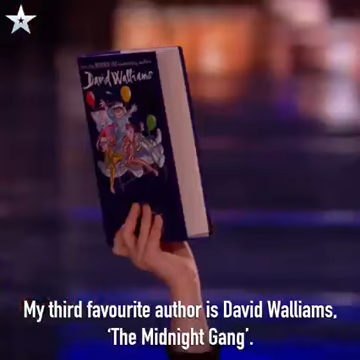 David Walliams
My third favourite author is David Walliams,
‘The Midnight Gang’.